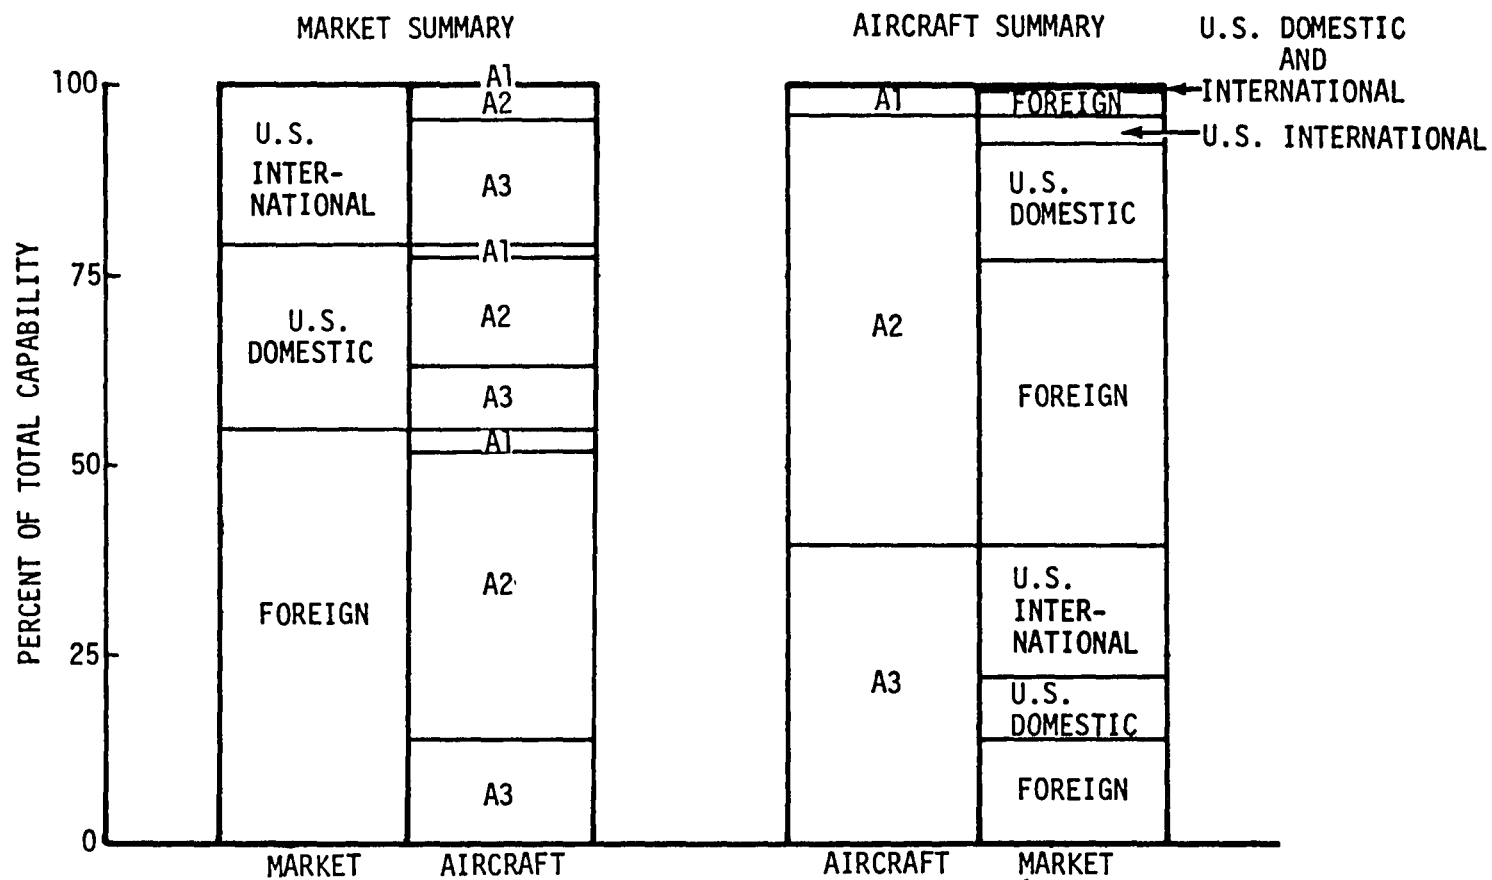 MARKET SUMMARY
AIRCRAFT SUMMARY
U.S. DOMESTIC
AND
INTERNATIONAL
U.S. INTERNATIONAL
PERCENT OF TOTAL CAPABILITY
100
75
50
25
0
U.S.
INTER-
NATIONAL
U.S.
DOMESTIC
FOREIGN
A1
A2
A3
A1
A2
A3
A1
A2
A3
A1
A2
A3
FOREIGN
U.S.
DOMESTIC
FOREIGN
U.S.
INTER-
NATIONAL
U.S.
DOMESTIC
FOREIGN
MARKET
AIRCRAFT
AIRCRAFT
MARKET